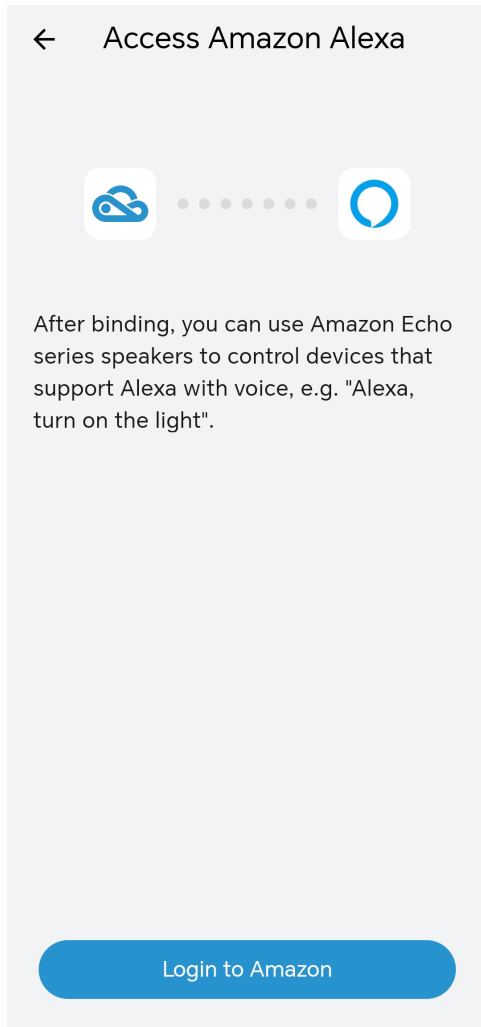 Access Amazon Alexa
After binding, you can use Amazon Echo
series speakers to control devices that
support Alexa with voice, e.g. "Alexa,
turn on the light".
Login to Amazon